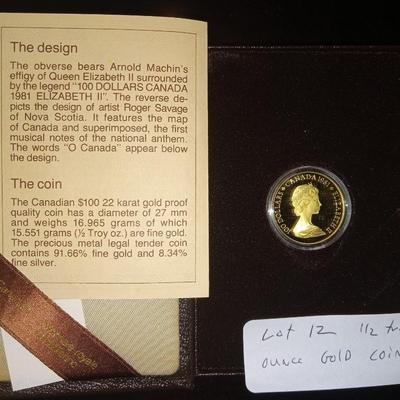 The design
The obverse bears Arnold Machin's
effigy of Queen Elizabeth II surrounded
by the legend "100 DOLLARS CANADA
1981 ELIZABETH II". The reverse de-
picts the design of artist Roger Savage
of Nova Scotia. It features the map
of Canada and superimposed, the first
musical notes of the national anthem.
The words "O Canada" appear below
the design.
The coin
The Canadian $100 22 karat gold proof
quality coin has a diameter of 27 mm
and weighs 16.965 grams of which
15.551 grams (½ Troy oz.) are fine gold.
The precious metal legal tender coin
contains 91.66% fine gold and 8.34%
fine silver.
100 DOLLARS CANADA 1981 ELIZABETH II
Lot 12 1/2
ounce Gold Coin